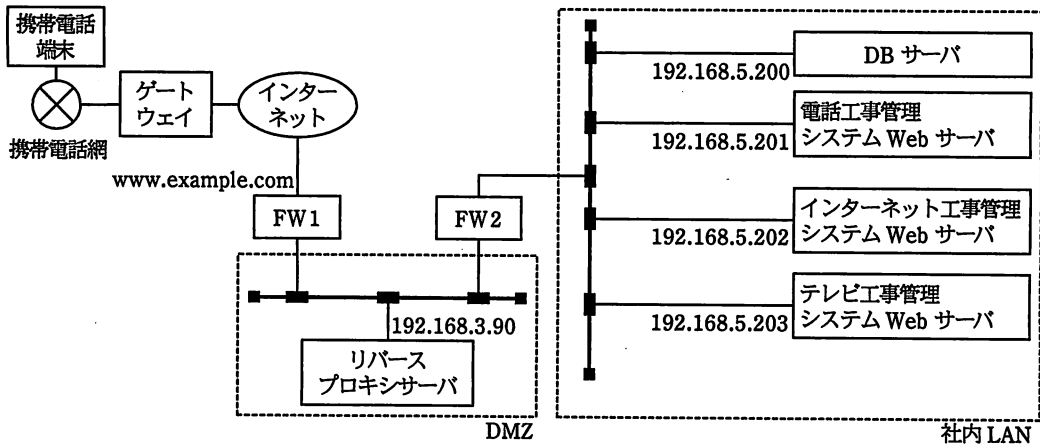 携帯電話
端末
ゲート
ウェイ
インター
ネット
携帯電話網
www.example.com
FW1
FW2
192.168.3.90
リバース
プロキシサーバ
DMZ
192.168.5.200
DB サーバ
192.168.5.201
電話工事管理
システム Web サーバ
192.168.5.202
インターネット工事管理
システム Web サーバ
192.168.5.203
テレビ工事管理
システム Web サーバ
社内 LAN